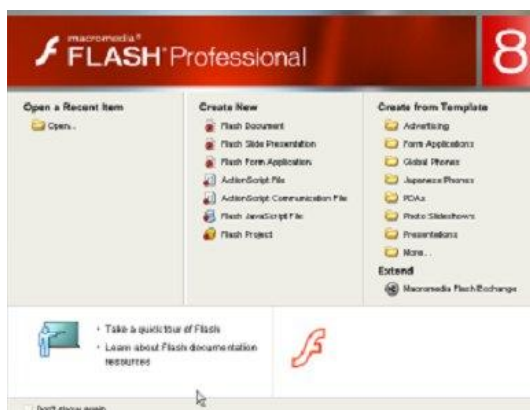 macromedia®
FLASH® Professional
8
Open a Recent Item
Open...
Create New
Flash Document
Flash Slide Presentation
Flash Form Application
ActionScript File
ActionScript Communication File
Flash JavaScript File
Flash Project
Create from Template
Advertising
Form Applications
Global Phones
Japanese Phones
PDAs
Photo Slideshows
Presentations
More...
Extend
Macromedia Flash Exchange
• Take a quick tour of Flash
• Learn about Flash documentation
resources
Don't show again